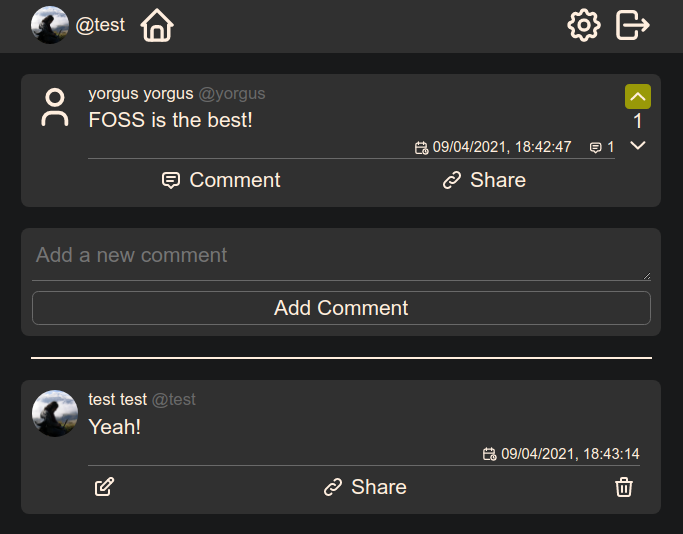 @test
yorgus yorgus @yorgus
FOSS is the best!
1
09/04/2021, 18:42:47 1
Comment Share
Add a new comment
Add Comment
test test @test
Yeah!
09/04/2021, 18:43:14
Share